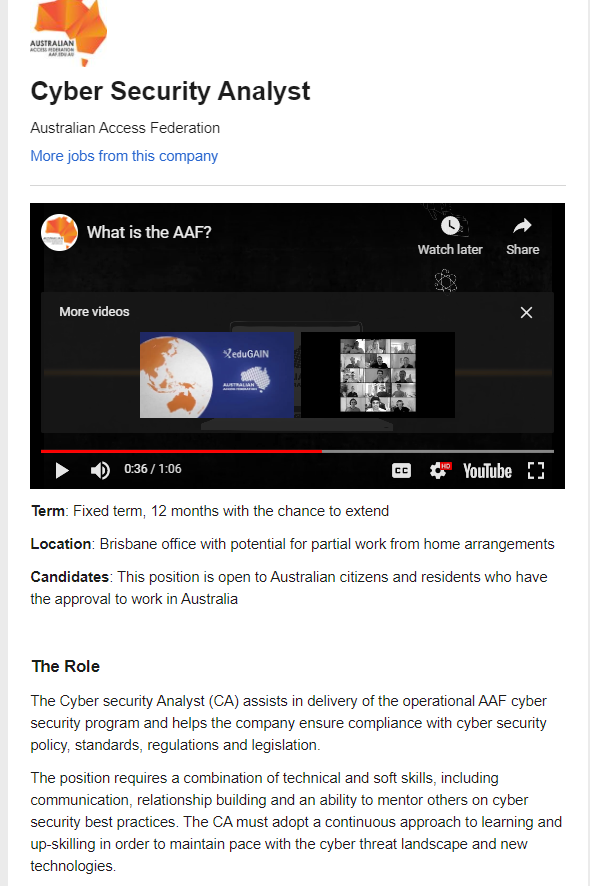 AUSTRALIAN
ACCESS FEDERATION
AAF.EDU.AU
Cyber Security Analyst
Australian Access Federation
More jobs from this company
What is the AAF?
Watch later
Share
More videos
eduGAIN
AUSTRALIAN
ACCESS FEDERATION
0:36 / 1:06
CC
HD
YouTube
Term: Fixed term, 12 months with the chance to extend
Location: Brisbane office with potential for partial work from home arrangements
Candidates: This position is open to Australian citizens and residents who have
the approval to work in Australia
The Role
The Cyber security Analyst (CA) assists in delivery of the operational AAF cyber
security program and helps the company ensure compliance with cyber security
policy, standards, regulations and legislation.
The position requires a combination of technical and soft skills, including
communication, relationship building and an ability to mentor others on cyber
security best practices. The CA must adopt a continuous approach to learning and
up-skilling in order to maintain pace with the cyber threat landscape and new
technologies.